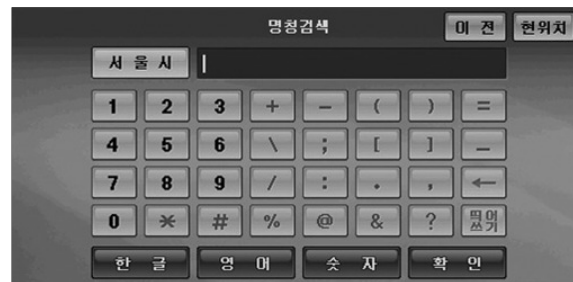 명칭검색 이 전 현위치
서 울 시
1 2 3 + - ( ) =
4 5 6 \ ; [ ] _
7 8 9 / : . , ←
0 * # % @ & ? 띄어쓰기
한 글 영 어 숫 자 확 인